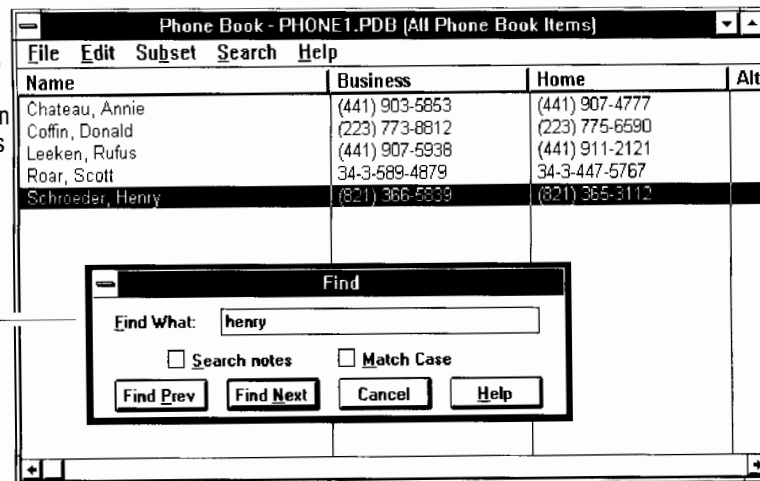 Phone Book - PHONE1.PDB (All Phone Book Items)
File Edit Subset Search Help
Name Business Home Alt
Chateau, Annie (441) 903-5853 (441) 907-4777
Coffin, Donald (223) 773-8812 (223) 775-6590
Leeken, Rufus (441) 907-5938 (441) 911-2121
Roar, Scott 34-3-589-4879 34-3-447-5767
Schroeder, Henry (821) 366-5839 (821) 365-3112
Find
Find What: henry
Search notes Match Case
Find Prev Find Next Cancel Help